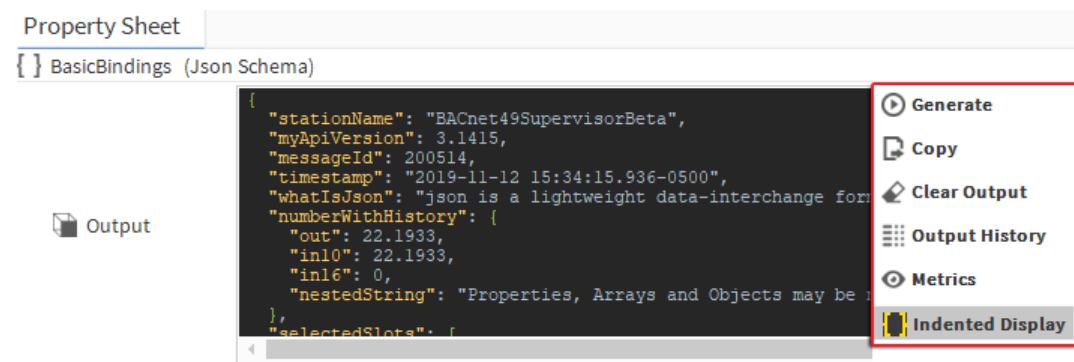 Property Sheet
{ } BasicBindings (Json Schema)
Output
{
"stationName": "BACnet49SupervisorBeta",
"myApiVersion": 3.1415,
"messageId": 200514,
"timestamp": "2019-11-12 15:34:15.936-0500",
"whatIsJson": "json is a lightweight data-interchange for
"numberWithHistory": {
"out": 22.1933,
"in10": 22.1933,
"in16": 0,
"nestedString": "Properties, Arrays and Objects may be
},
"selectedSlots": [
Generate
Copy
Clear Output
Output History
Metrics
Indented Display